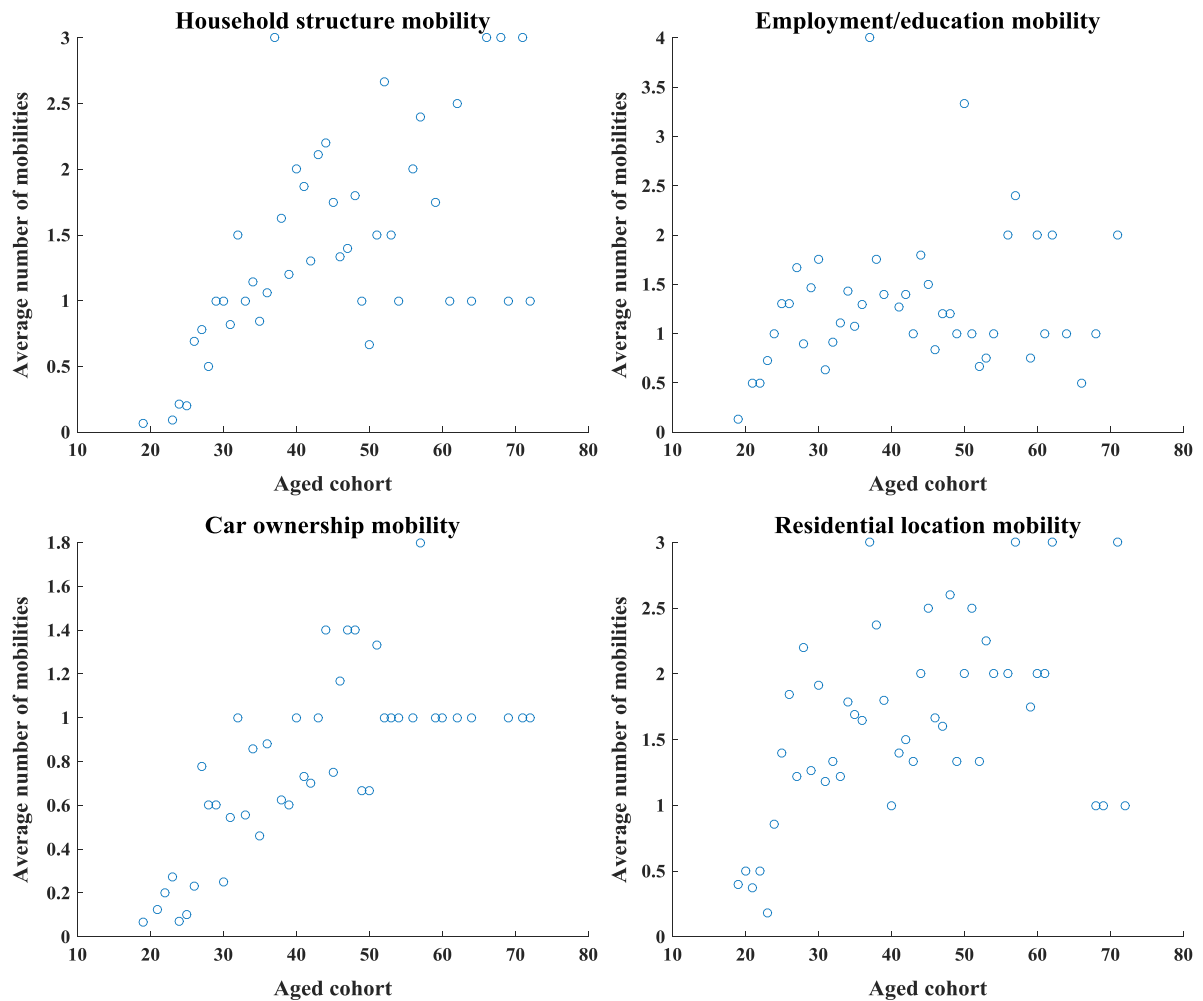 Household structure mobility
3
2.5
2
1.5
1
0.5
0
10 20 30 40 50 60 70 80
Average number of mobilities
Aged cohort
Employment/education mobility
4
3.5
3
2.5
2
1.5
1
0.5
0
10 20 30 40 50 60 70 80
Average number of mobilities
Aged cohort
Car ownership mobility
1.8
1.6
1.4
1.2
1
0.8
0.6
0.4
0.2
0
10 20 30 40 50 60 70 80
Average number of mobilities
Aged cohort
Residential location mobility
3
2.5
2
1.5
1
0.5
0
10 20 30 40 50 60 70 80
Average number of mobilities
Aged cohort